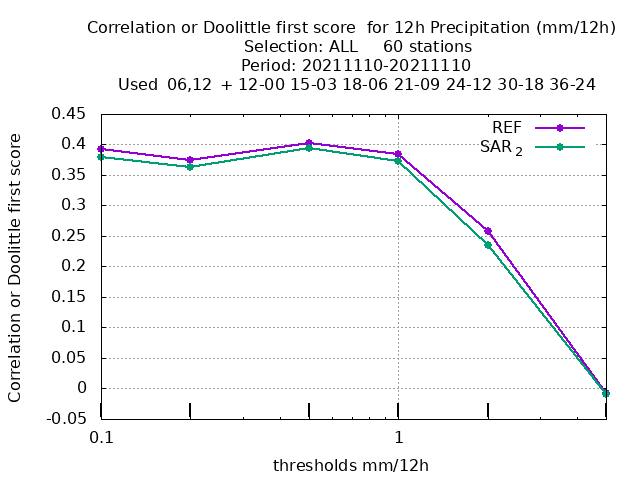 Correlation or Doolittle first score  for 12h Precipitation (mm/12h)
Selection: ALL     60 stations
Period: 20211110-20211110
Used  06,12  + 12-00 15-03 18-06 21-09 24-12 30-18 36-24
Correlation or Doolittle first score
0.45
0.4
0.35
0.3
0.25
0.2
0.15
0.1
0.05
0
-0.05
REF
SAR 2
0.1
1
thresholds mm/12h